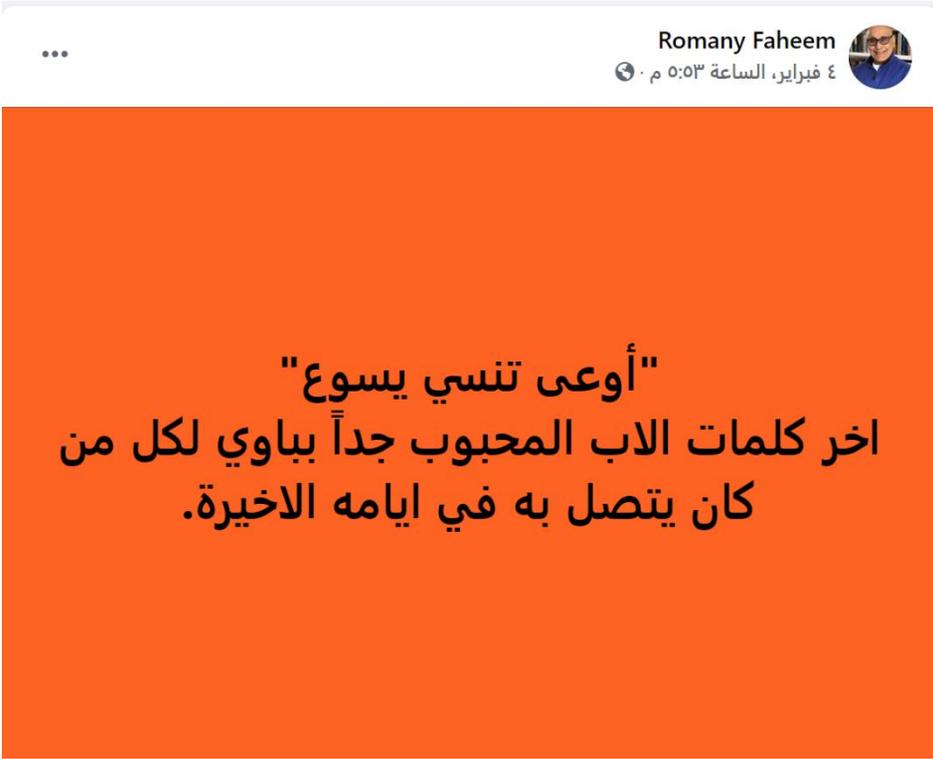 Romany Faheem
٤ فبراير، الساعة ٥:٥٣ م ·
"أوعى تنسي يسوع"
اخر كلمات الاب المحبوب جداً بباوي لكل من
كان يتصل به في ايامه الاخيرة.